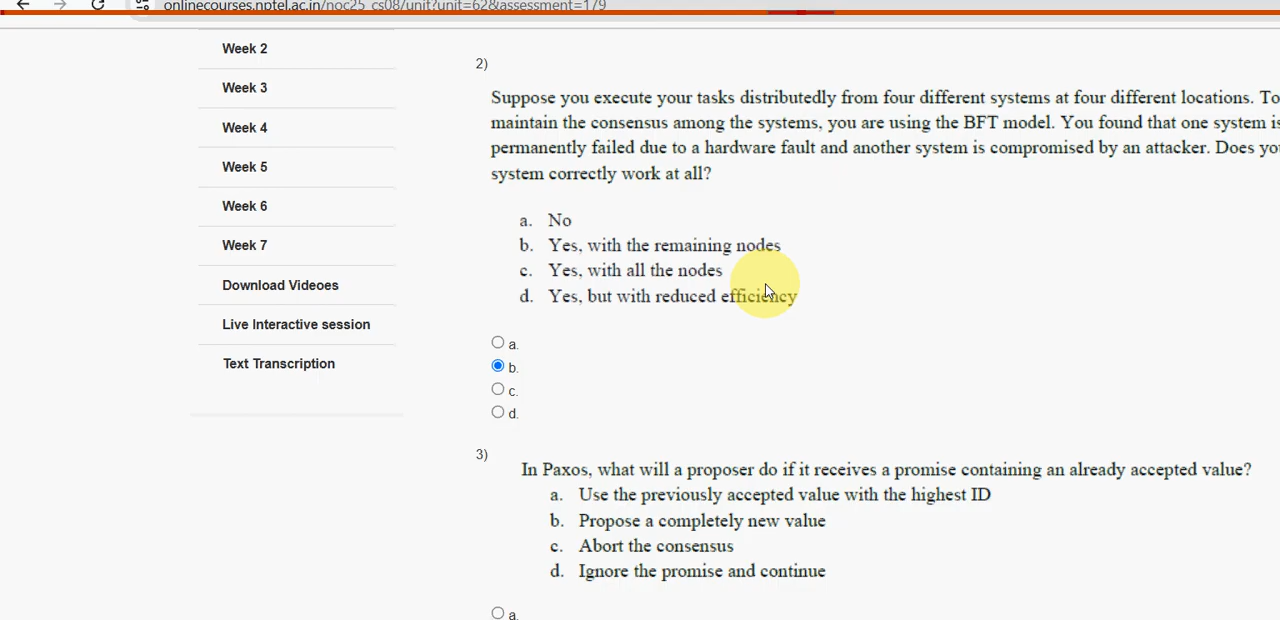 onlinecourses.nptel.ac.in/noc25_cs08/unit?unit=62&assessment=179
Week 2
Week 3
Week 4
Week 5
Week 6
Week 7
Download Videoes
Live Interactive session
Text Transcription
2)
Suppose you execute your tasks distributedly from four different systems at four different locations. To
maintain the consensus among the systems, you are using the BFT model. You found that one system is
permanently failed due to a hardware fault and another system is compromised by an attacker. Does
system correctly work at all?
a. No
b. Yes, with the remaining nodes
c. Yes, with all the nodes
d. Yes, but with reduced efficiency
a.
b.
c.
d.
3)
In Paxos, what will a proposer do if it receives a promise containing an already accepted value?
a. Use the previously accepted value with the highest ID
b. Propose a completely new value
c. Abort the consensus
d. Ignore the promise and continue
a.